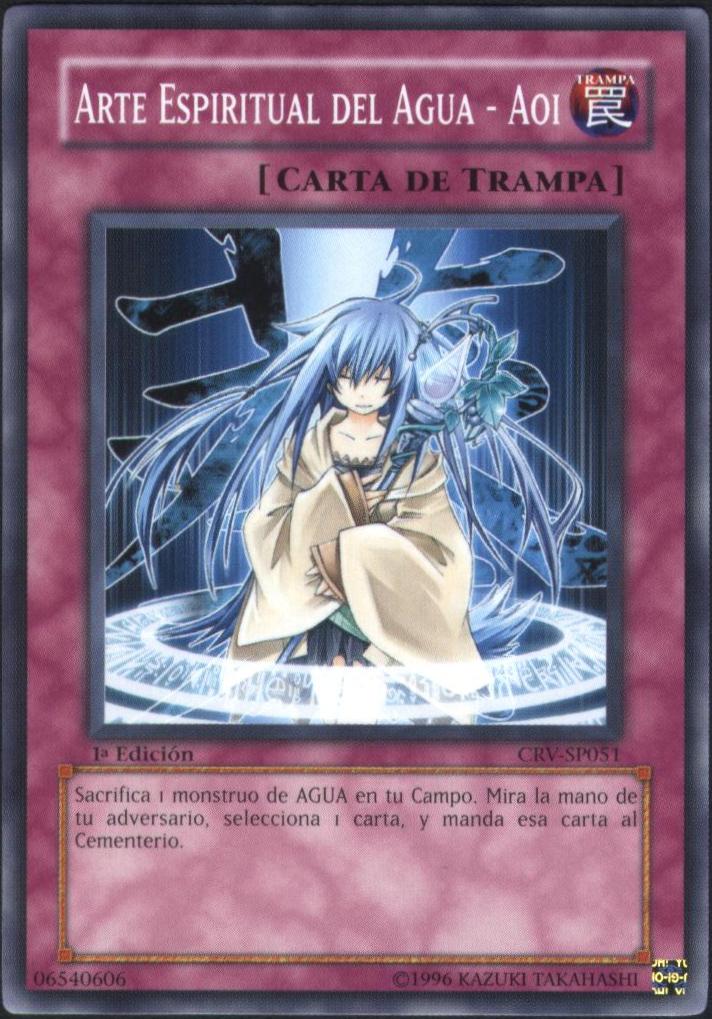 ARTE ESPIRITUAL DEL AGUA - AOI
TRAMPA
罠
[CARTA DE TRAMPA]
1ª Edición
CRV-SP051
Sacrifica 1 monstruo de AGUA en tu Campo. Mira la mano de
tu adversario, selecciona 1 carta, y manda esa carta al
Cementerio.
06540606
©1996 KAZUKI TAKAHASHI